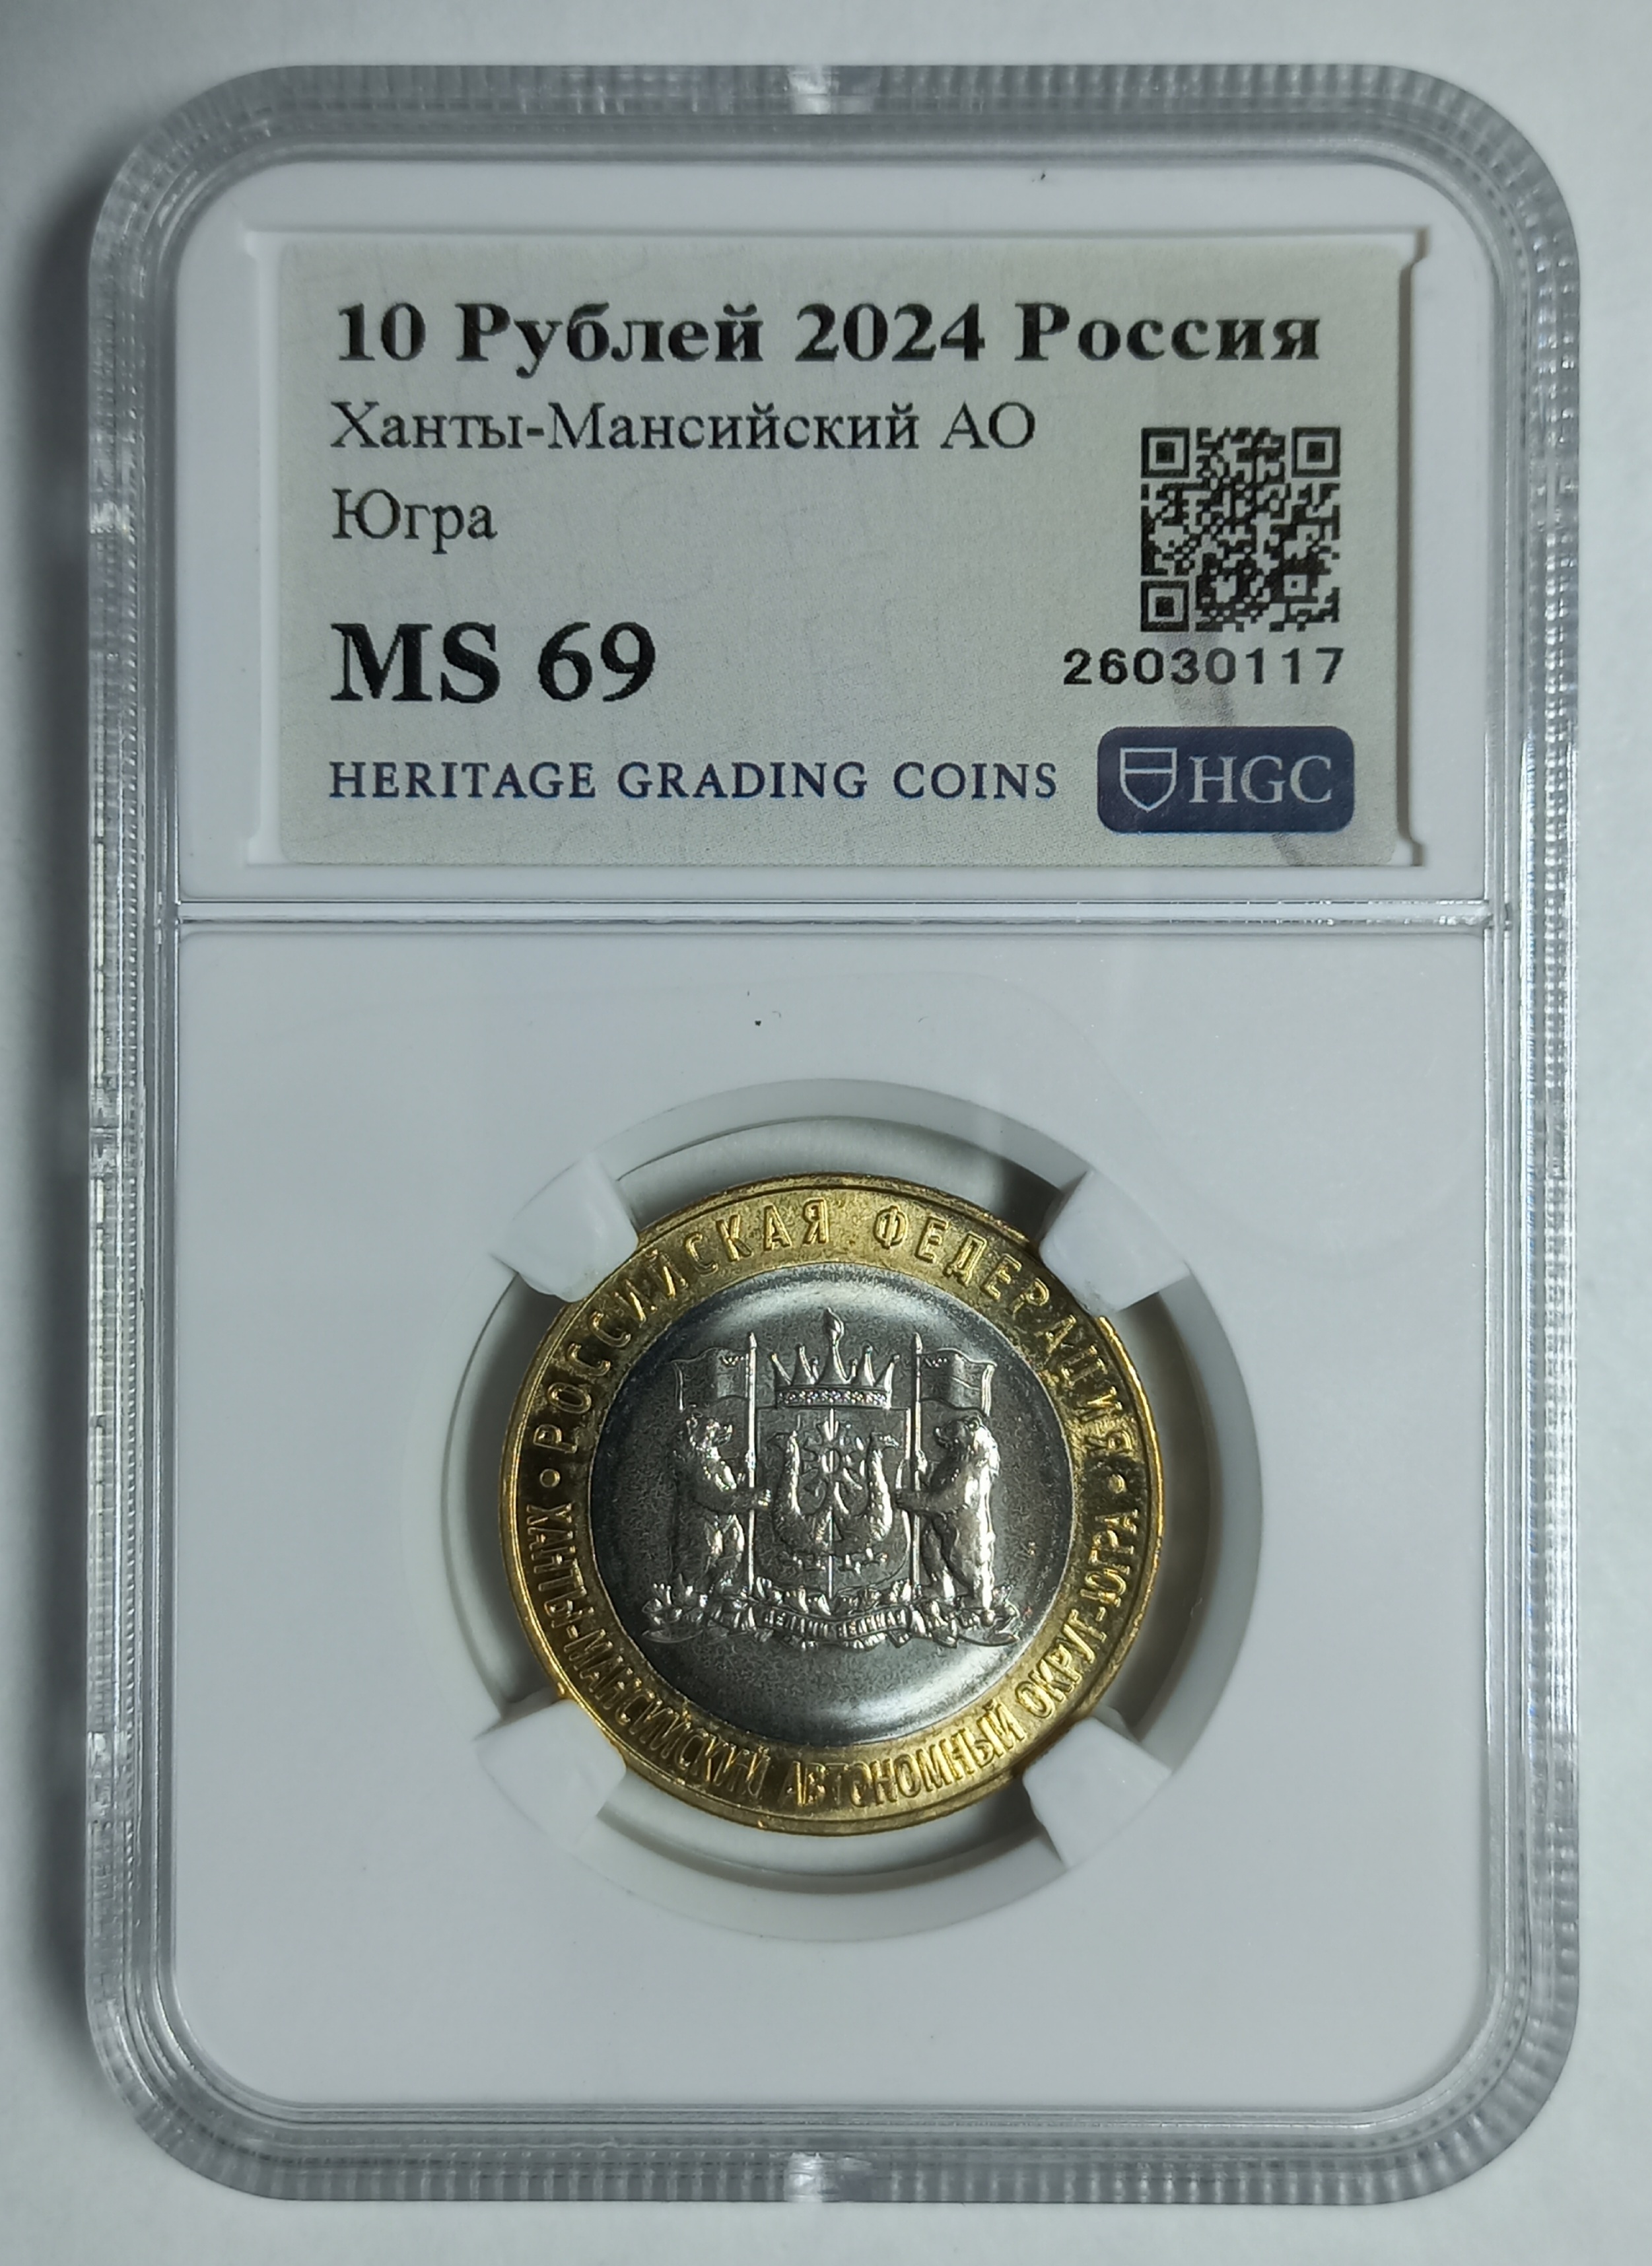 10 Рублей 2024 Россия
Ханты-Мансийский АО
Югра
MS 69
26030117
HERITAGE GRADING COINS
HGC
• РОССИЙСКАЯ ФЕДЕРАЦИЯ •
ХАНТЫ-МАНСИЙСКИЙ АВТОНОМНЫЙ ОКРУГ-ЮГРА